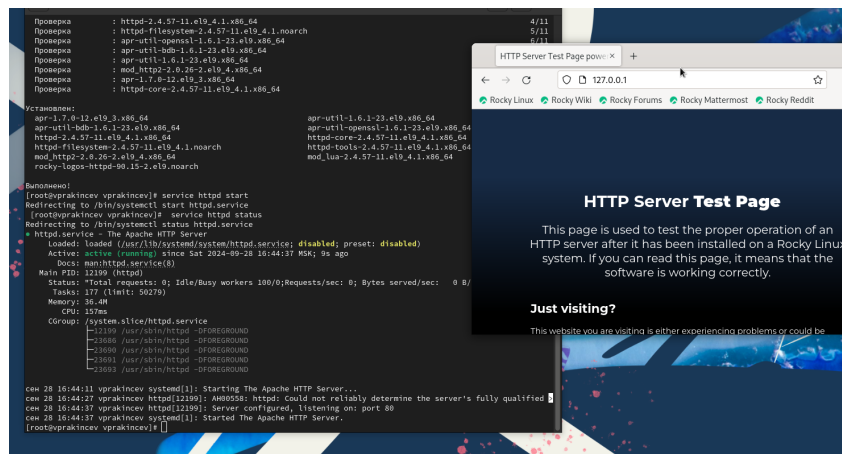 Проверка : httpd-2.4.57-11.el9_4.1.x86_64 4/11
Проверка : httpd-filesystem-2.4.57-11.el9_4.1.noarch 5/11
Проверка : apr-util-openssl-1.6.1-23.el9.x86_64 6/11
Проверка : apr-util-bdb-1.6.1-23.el9.x86_64
Проверка : apr-util-1.6.1-23.el9.x86_64
Проверка : mod_http2-2.0.26-2.el9_4.x86_64
Проверка : apr-1.7.0-12.el9_3.x86_64
Проверка : httpd-core-2.4.57-11.el9_4.1.x86_64
Установлен:
apr-1.7.0-12.el9_3.x86_64 apr-util-1.6.1-23.el9.x86_64
apr-util-bdb-1.6.1-23.el9.x86_64 apr-util-openssl-1.6.1-23.el9.x86_64
httpd-2.4.57-11.el9_4.1.x86_64 httpd-core-2.4.57-11.el9_4.1.x86_64
httpd-filesystem-2.4.57-11.el9_4.1.noarch httpd-tools-2.4.57-11.el9_4.1.x86_64
mod_http2-2.0.26-2.el9_4.x86_64 mod_lua-2.4.57-11.el9_4.1.x86_64
rocky-logos-httpd-90.15-2.el9.noarch
Выполнено!
[root@vprakincev vprakincev]# service httpd start
Redirecting to /bin/systemctl start httpd.service
[root@vprakincev vprakincev]# service httpd status
Redirecting to /bin/systemctl status httpd.service
● httpd.service - The Apache HTTP Server
Loaded: loaded (/usr/lib/systemd/system/httpd.service; disabled; preset: disabled)
Active: active (running) since Sat 2024-09-28 16:44:37 MSK; 9s ago
Docs: man:httpd.service(8)
Main PID: 12199 (httpd)
Status: "Total requests: 0; Idle/Busy workers 100/0;Requests/sec: 0; Bytes served/sec: 0 B/
Tasks: 177 (limit: 50279)
Memory: 36.4M
CPU: 157ms
CGroup: /system.slice/httpd.service
├─12199 /usr/sbin/httpd -DFOREGROUND
├─23686 /usr/sbin/httpd -DFOREGROUND
├─23690 /usr/sbin/httpd -DFOREGROUND
├─23691 /usr/sbin/httpd -DFOREGROUND
└─23693 /usr/sbin/httpd -DFOREGROUND
сен 28 16:44:11 vprakincev systemd[1]: Starting The Apache HTTP Server...
сен 28 16:44:27 vprakincev httpd[12199]: AH00558: httpd: Could not reliably determine the server's fully qualified >
сен 28 16:44:37 vprakincev httpd[12199]: Server configured, listening on: port 80
сен 28 16:44:37 vprakincev systemd[1]: Started The Apache HTTP Server.
[root@vprakincev vprakincev]#
HTTP Server Test Page powe
127.0.0.1
Rocky Linux Rocky Wiki Rocky Forums Rocky Mattermost Rocky Reddit
HTTP Server Test Page
This page is used to test the proper operation of an
HTTP server after it has been installed on a Rocky Linux
system. If you can read this page, it means that the
software is working correctly.
Just visiting?
This website you are visiting is either experiencing problems or could be